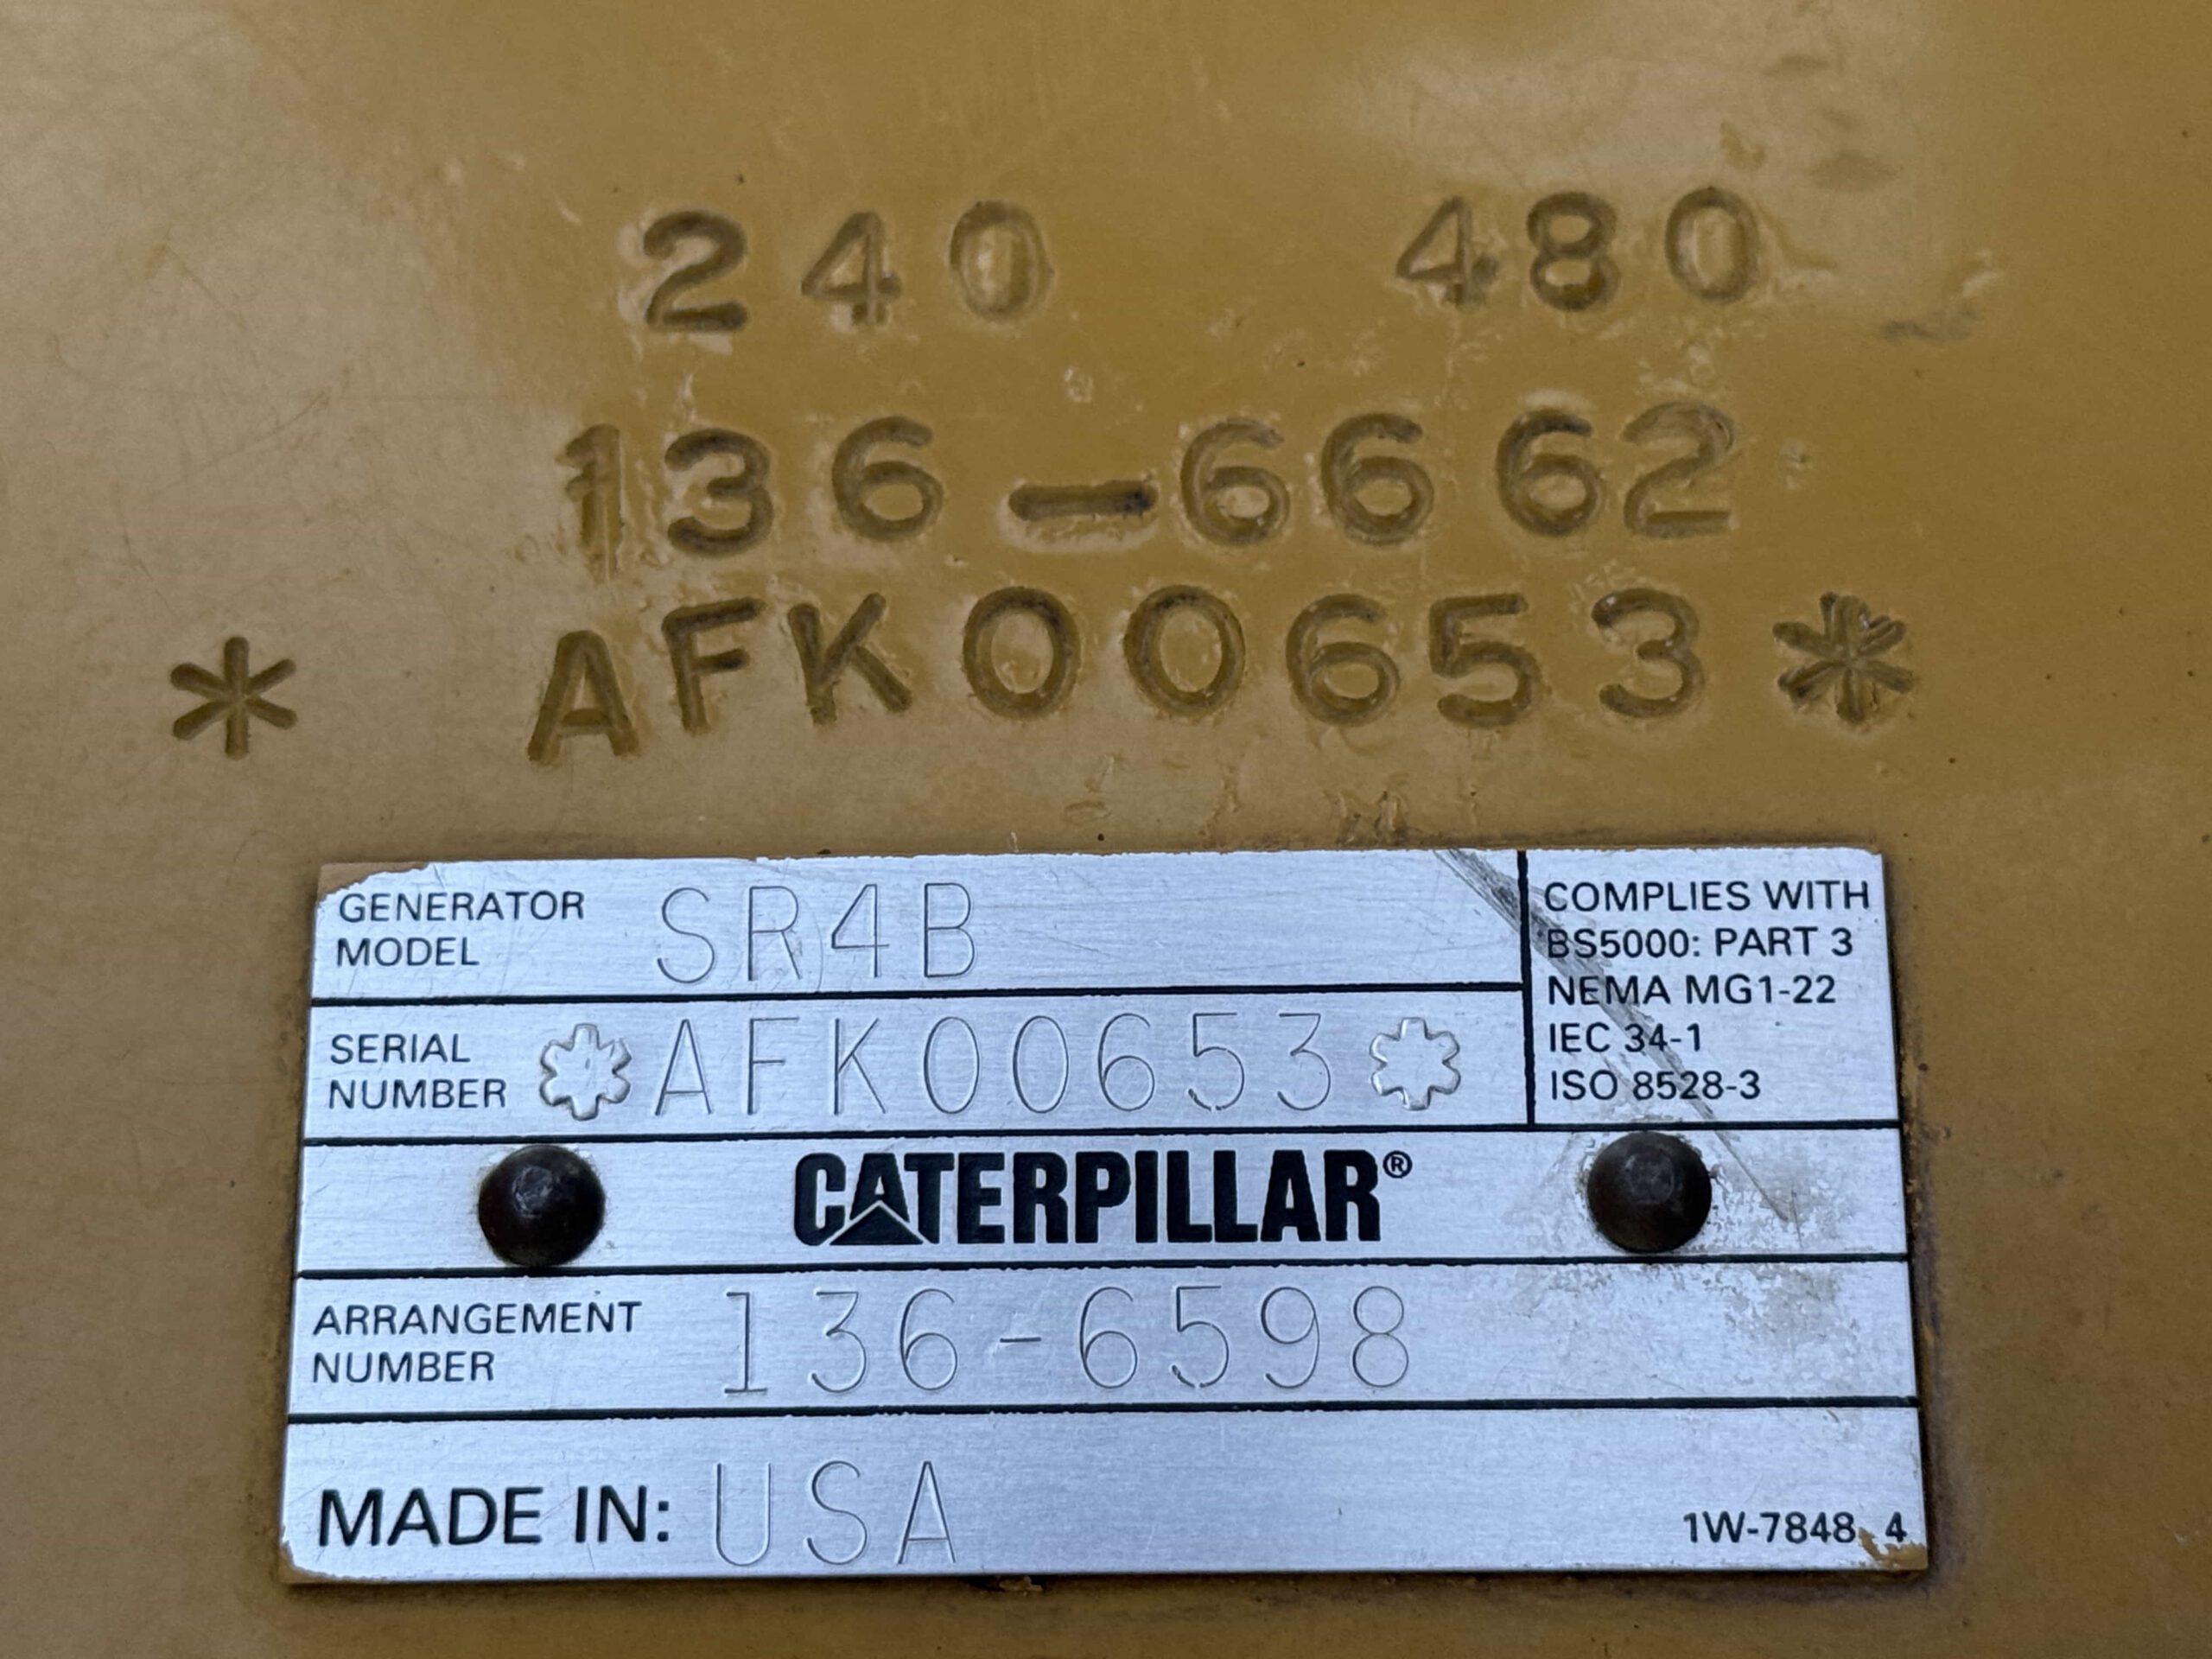 240 480
136-6662
* AFK00653 *
GENERATOR MODEL SR4B
SERIAL NUMBER *AFK00653*
COMPLIES WITH
BS5000: PART 3
NEMA MG1-22
IEC 34-1
ISO 8528-3
CATERPILLAR®
ARRANGEMENT NUMBER 136-6598
MADE IN: USA
1W-7848 4